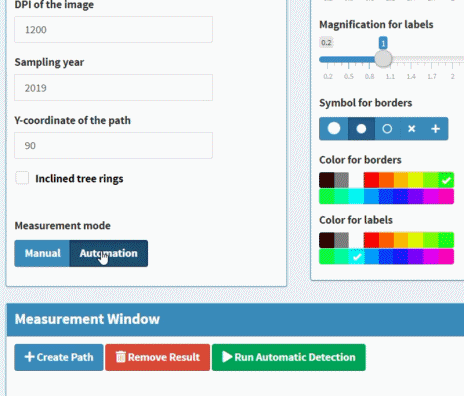 DPI of the image
1200
Sampling year
2019
Y-coordinate of the path
90
Inclined tree rings
Measurement mode
Manual
Automation
Magnification for labels
0.2
1
0.2 0.5 0.8 1.1 1.4 1.7 2
Symbol for borders
Color for borders
Color for labels
Measurement Window
Create Path
Remove Result
Run Automatic Detection